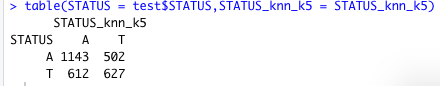 > table(STATUS = test$STATUS,STATUS_knn_k5 = STATUS_knn_k5)
STATUS_knn_k5
STATUS A T
A 1143 502
T 612 627